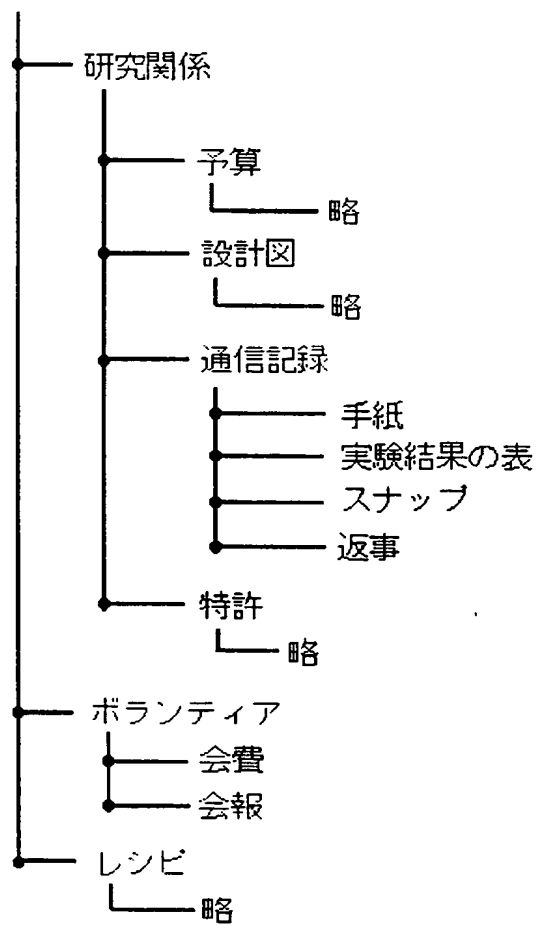 研究関係
予算
略
設計図
略
通信記録
手紙
実験結果の表
スナップ
返事
特許
略
ボランティア
会費
会報
レシピ
略